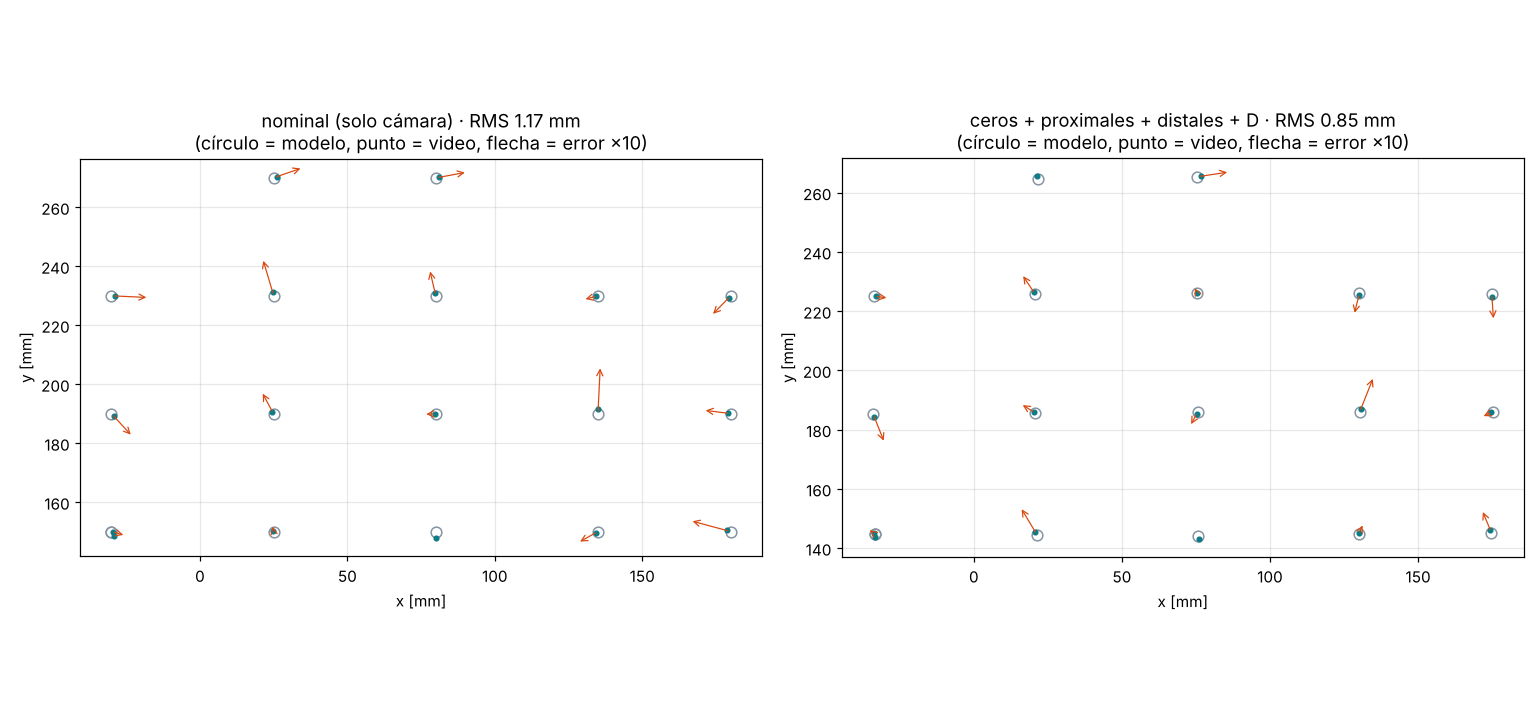 nominal (solo cámara) · RMS 1.17 mm
(círculo = modelo, punto = video, flecha = error ×10)
260
240
220
200
180
160
y [mm]
0
50
100
150
x [mm]
ceros + proximales + distales + D · RMS 0.85 mm
(círculo = modelo, punto = video, flecha = error ×10)
260
240
220
200
180
160
140
y [mm]
0
50
100
150
x [mm]